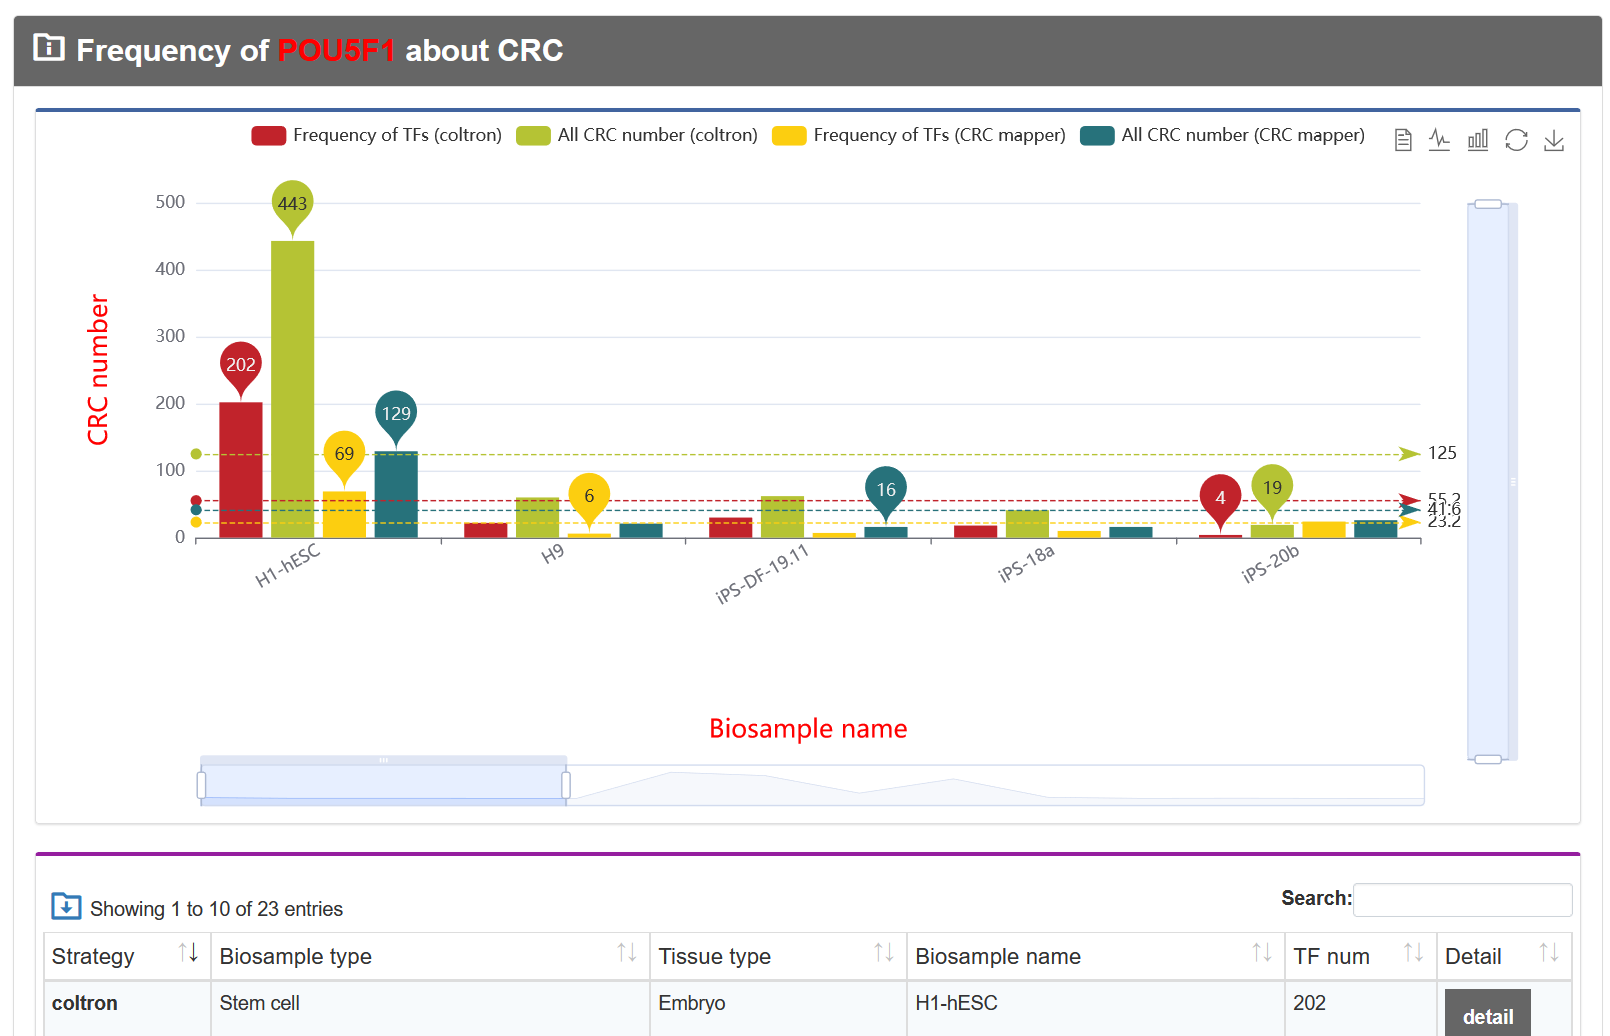 Frequency of POU5F1 about CRC
Frequency of TFs (coltron) All CRC number (coltron) Frequency of TFs (CRC mapper) All CRC number (CRC mapper)
CRC number
500
400
300
200
100
0
443
202
69
129
6
16
4
19
125
55.2
41.6
23.2
H1-hESC H9 iPS-DF-19.11 iPS-18a iPS-20b
Biosample name
Showing 1 to 10 of 23 entries
Search:
Strategy Biosample type Tissue type Biosample name TF num Detail
coltron Stem cell Embryo H1-hESC 202 detail